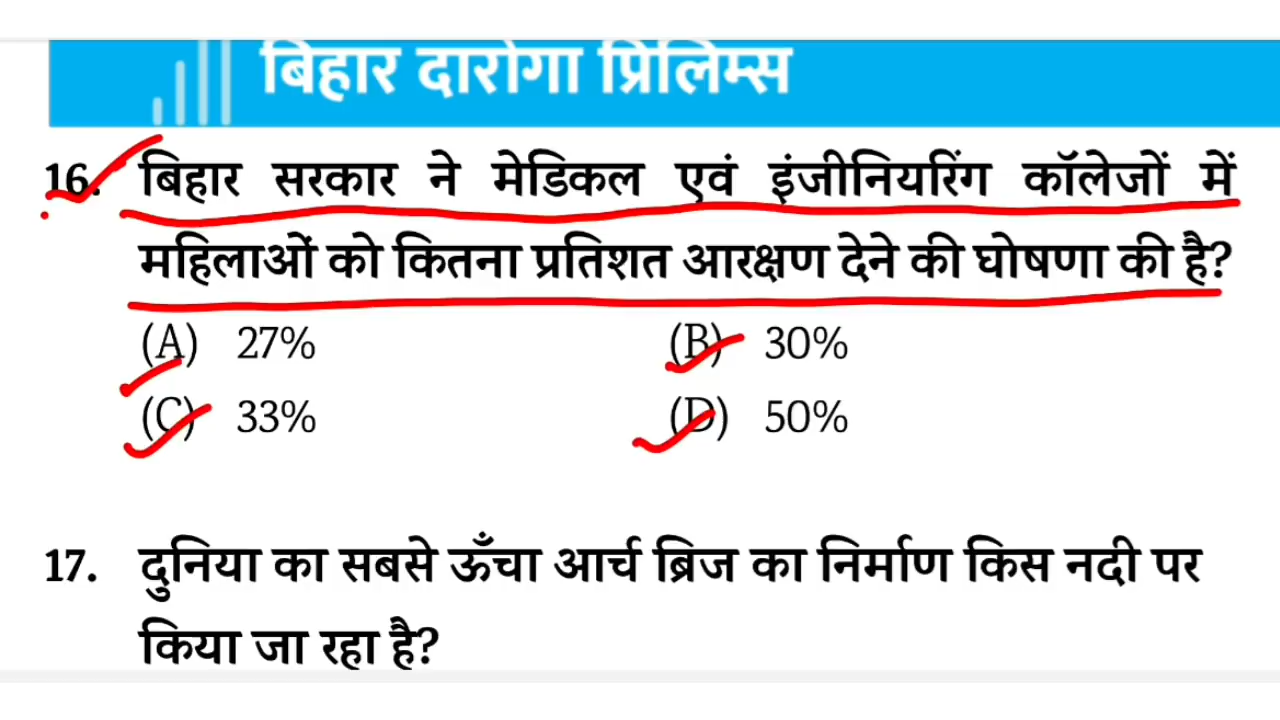 बिहार दारोगा प्रिलिम्स
16. बिहार सरकार ने मेडिकल एवं इंजीनियरिंग कॉलेजों में
महिलाओं को कितना प्रतिशत आरक्षण देने की घोषणा की है?
(A) 27% (B) 30%
(C) 33% (D) 50%
17. दुनिया का सबसे ऊँचा आर्च ब्रिज का निर्माण किस नदी पर
किया जा रहा है?